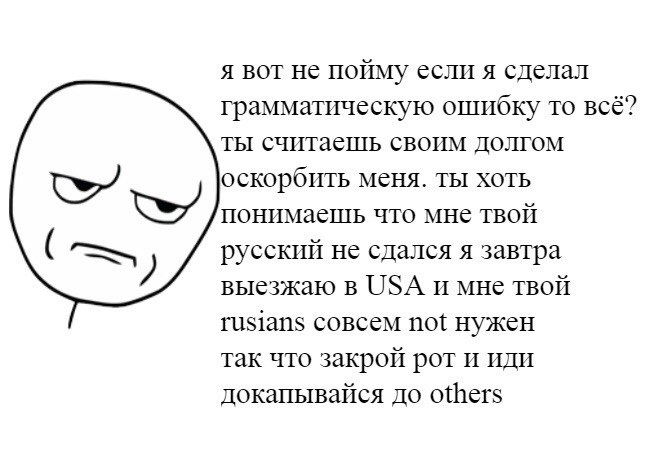 я вот не пойму если я сделал
грамматическую ошибку то всё?
ты считаешь своим долгом
оскорбить меня. ты хоть
понимаешь что мне твой
русский не сдался я завтра
выезжаю в USA и мне твой
rusians совсем not нужен
так что закрой рот и иди
докапывайся до others